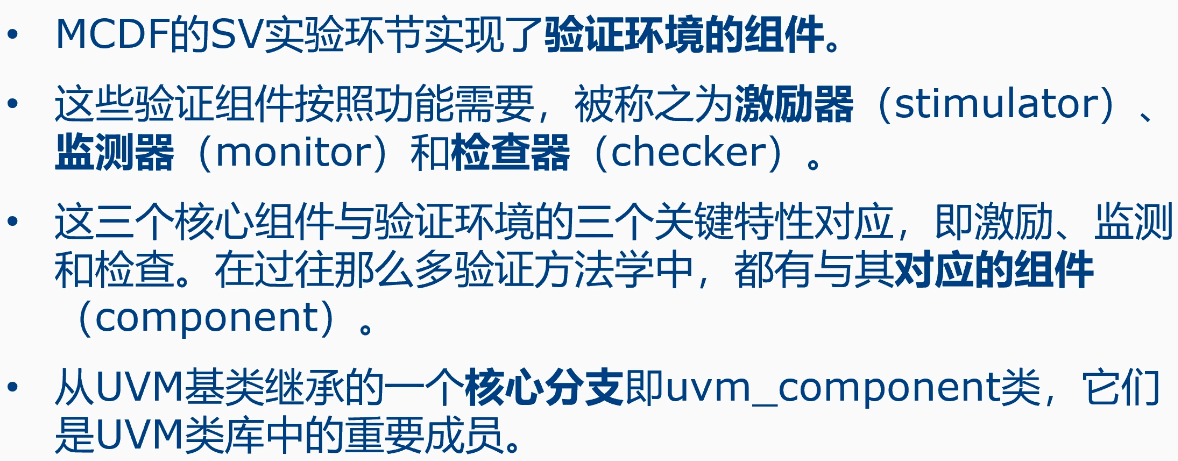 • MCDF的SV实验环节实现了验证环境的组件。
• 这些验证组件按照功能需要，被称之为激励器（stimulator）、
监测器（monitor）和检查器（checker）。
• 这三个核心组件与验证环境的三个关键特性对应，即激励、监测
和检查。在过往那么多验证方法学中，都有与其对应的组件
（component）。
• 从UVM基类继承的一个核心分支即uvm_component类，它们
是UVM类库中的重要成员。